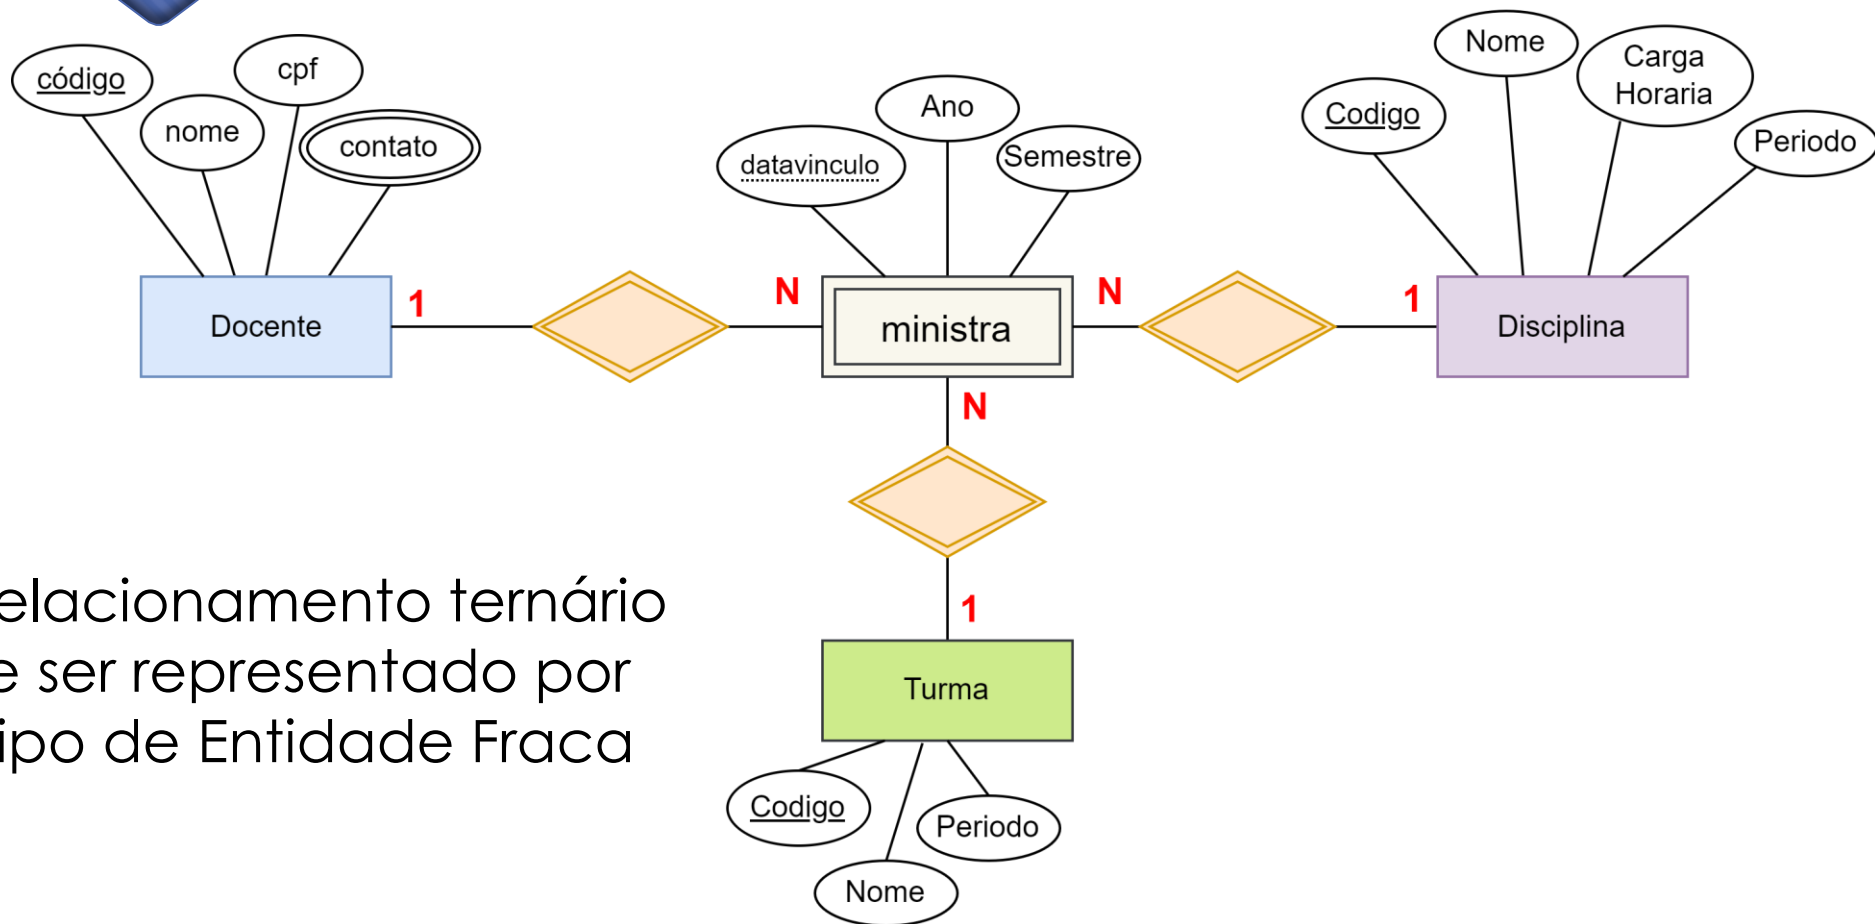 código
nome
cpf
contato
datavinculo
Ano
Semestre
Codigo
Nome
Carga
Horaria
Periodo
Docente
1
N
ministra
N
1
Disciplina
N
1
Turma
Codigo
Nome
Periodo
elacionamento ternário
e ser representado por
ipo de Entidade Fraca